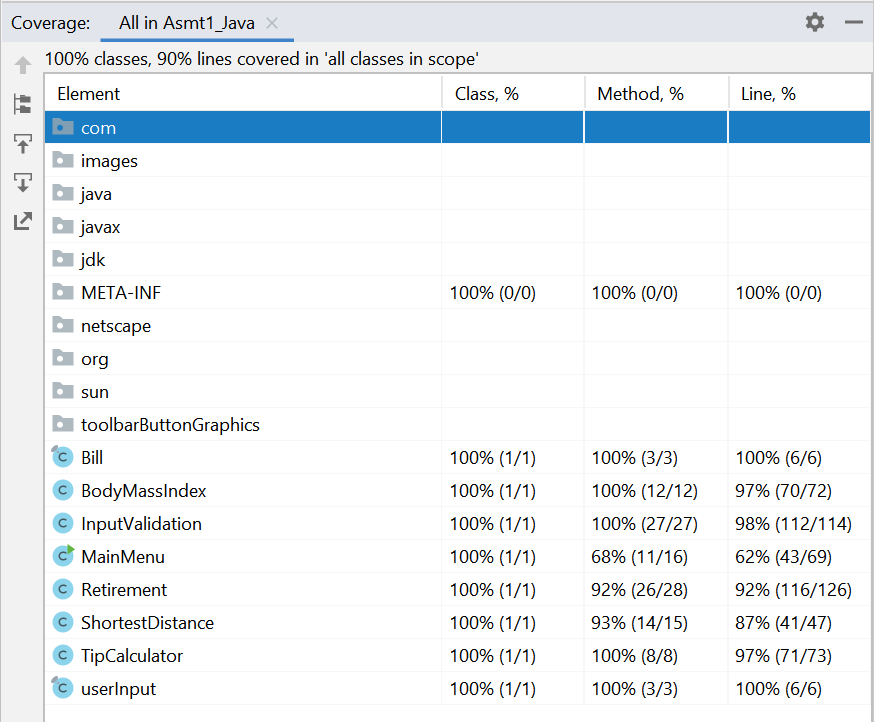 Coverage: All in Asmt1_Java
100% classes, 90% lines covered in 'all classes in scope'
Element Class, % Method, % Line, %
com
images
java
javax
jdk
META-INF 100% (0/0) 100% (0/0) 100% (0/0)
netscape
org
sun
toolbarButtonGraphics
C Bill 100% (1/1) 100% (3/3) 100% (6/6)
C BodyMassIndex 100% (1/1) 100% (12/12) 97% (70/72)
C InputValidation 100% (1/1) 100% (27/27) 98% (112/114)
C MainMenu 100% (1/1) 68% (11/16) 62% (43/69)
C Retirement 100% (1/1) 92% (26/28) 92% (116/126)
C ShortestDistance 100% (1/1) 93% (14/15) 87% (41/47)
C TipCalculator 100% (1/1) 100% (8/8) 97% (71/73)
C userInput 100% (1/1) 100% (3/3) 100% (6/6)